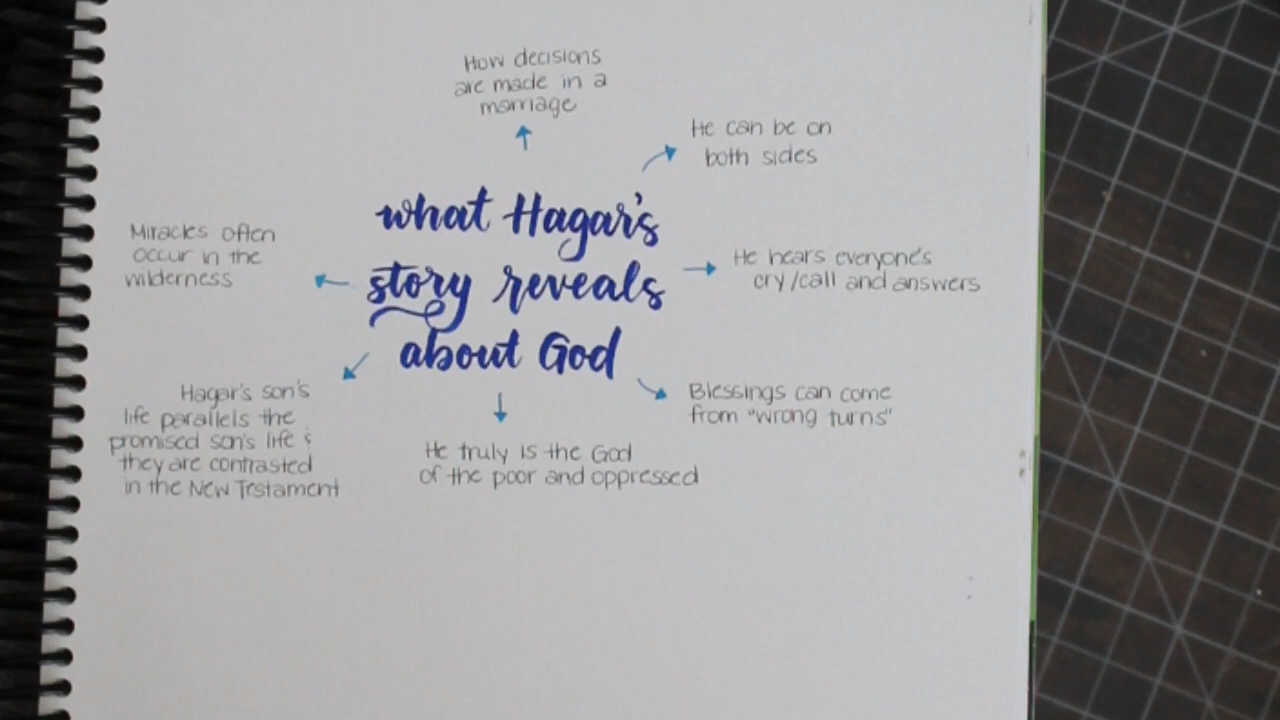 How decisions
are made in a
marriage
He can be on
both sides
what Hagar's
story reveals
about God
Miracles often
occur in the
wilderness
He hears everyone's
cry/call and answers
Hagar's son's
life parallels the
promised son's life &
they are contrasted
in the New Testament
He truly is the God
of the poor and oppressed
Blessings can come
from "wrong turns"